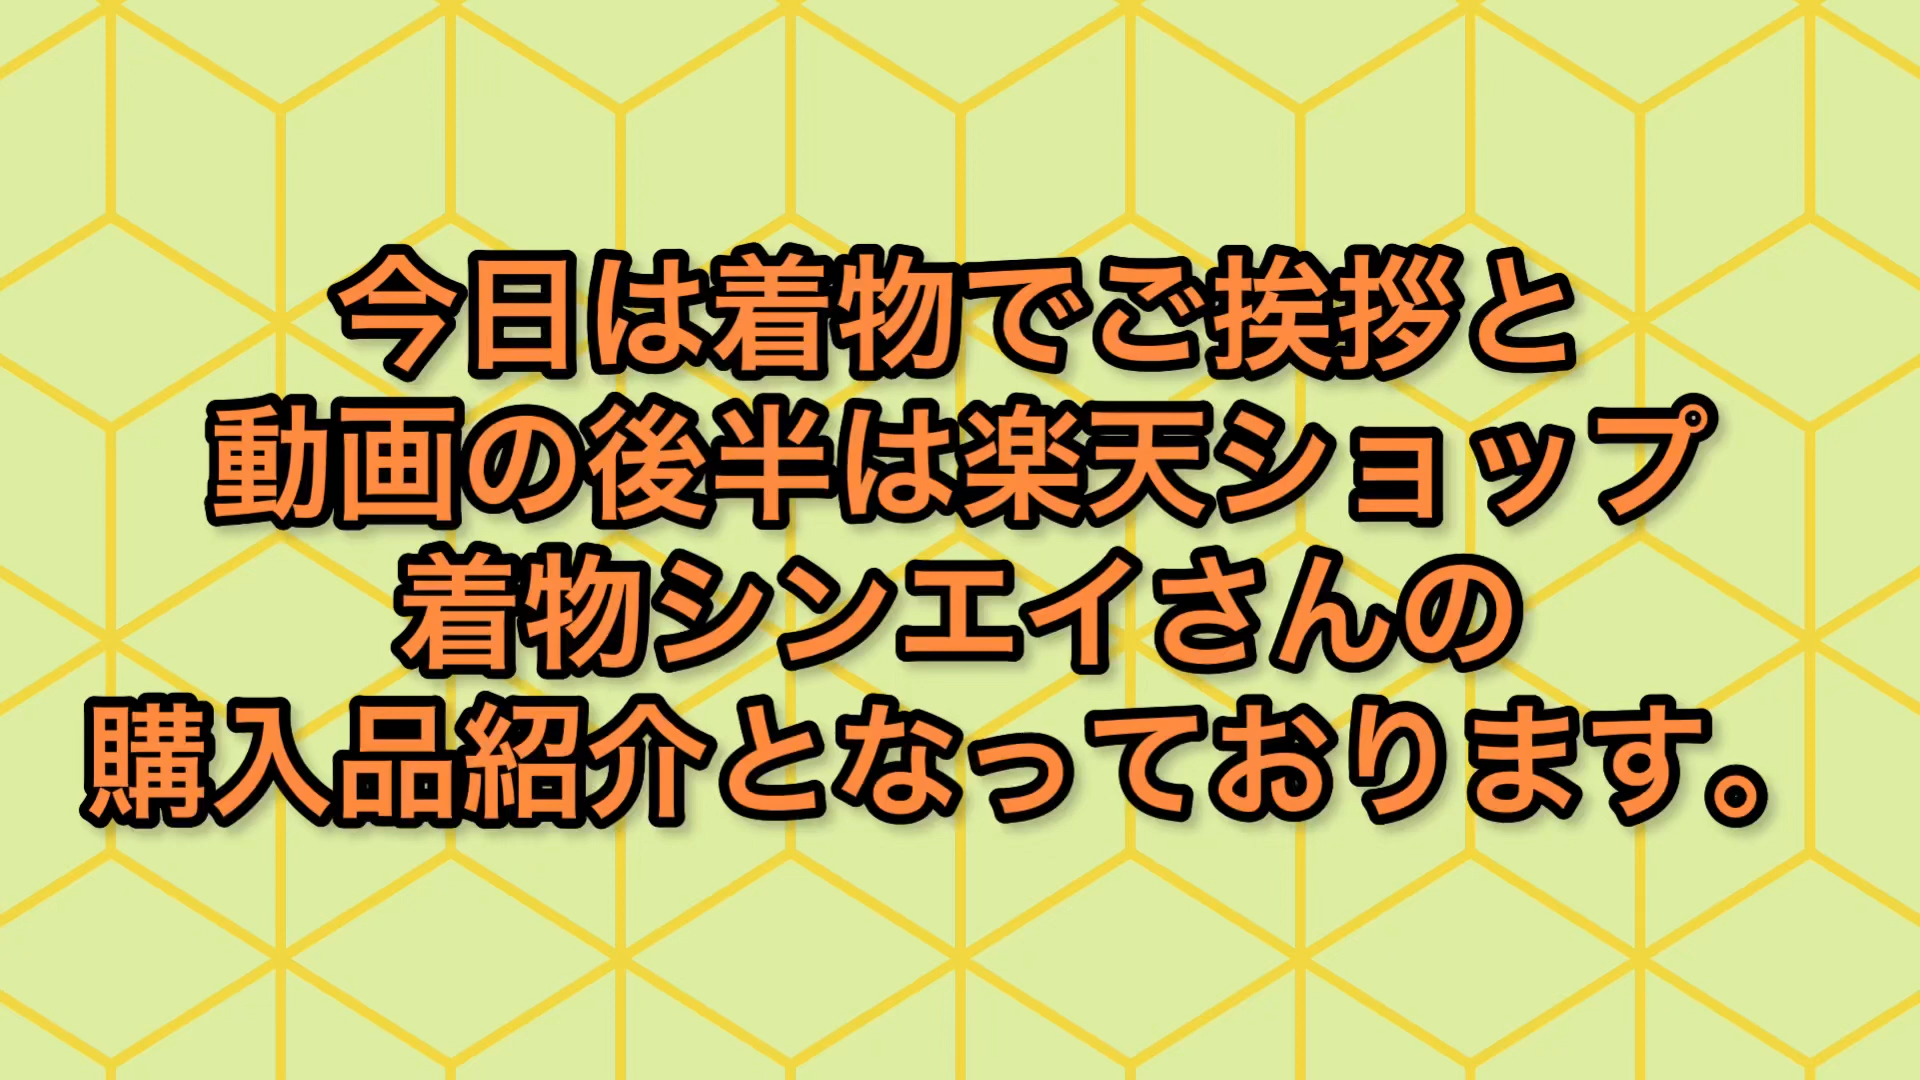 今日は着物でご挨拶と
動画の後半は楽天ショップ
着物シンエイさんの
購入品紹介となっております。